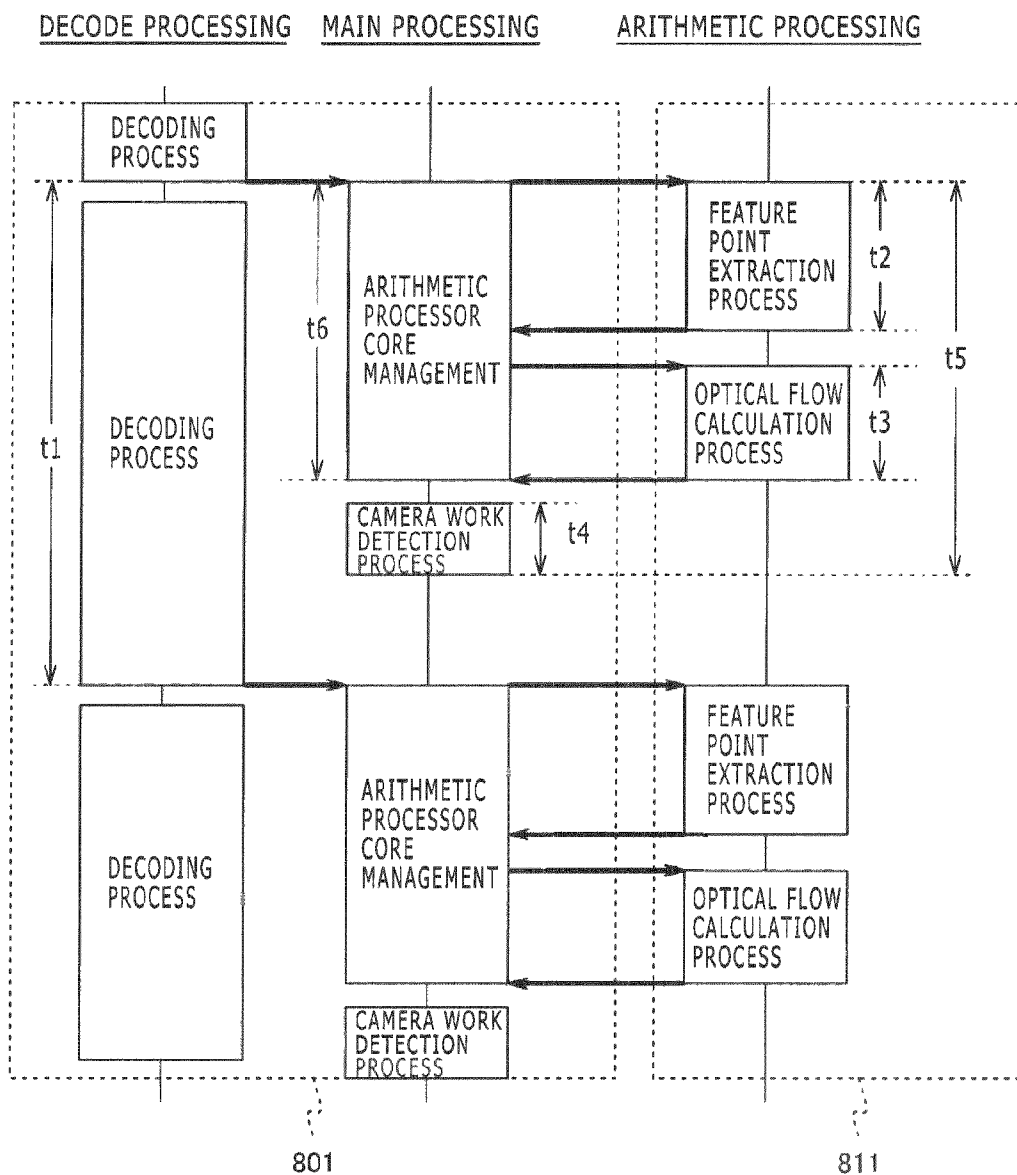 DECODE PROCESSING
MAIN PROCESSING
ARITHMETIC PROCESSING
DECODING
PROCESS
t1
DECODING
PROCESS
t6
ARITHMETIC
PROCESSOR
CORE
MANAGEMENT
FEATURE
POINT
EXTRACTION
PROCESS
t2
t5
OPTICAL FLOW
CALCULATION
PROCESS
t3
CAMERA WORK
DETECTION
PROCESS
t4
DECODING
PROCESS
ARITHMETIC
PROCESSOR
CORE
MANAGEMENT
FEATURE
POINT
EXTRACTION
PROCESS
OPTICAL FLOW
CALCULATION
PROCESS
CAMERA WORK
DETECTION
PROCESS
801
811